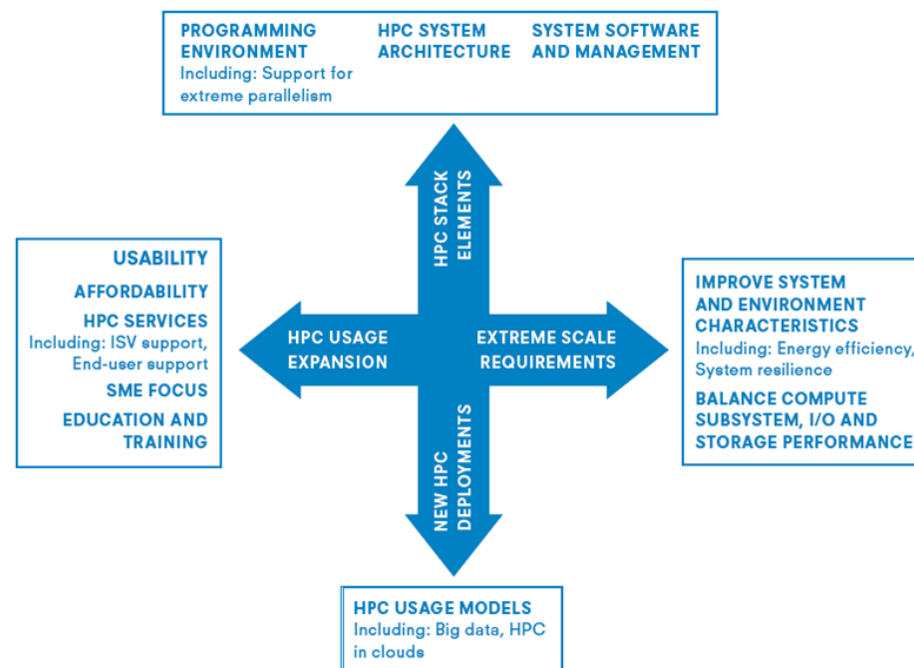 PROGRAMMING
ENVIRONMENT
Including: Support for
extreme parallelism
HPC SYSTEM
ARCHITECTURE
SYSTEM SOFTWARE
AND MANAGEMENT
HPC STACK
ELEMENTS
USABILITY
AFFORDABILITY
HPC SERVICES
Including: ISV support,
End-user support
SME FOCUS
EDUCATION AND
TRAINING
HPC USAGE
EXPANSION
EXTREME SCALE
REQUIREMENTS
IMPROVE SYSTEM
AND ENVIRONMENT
CHARACTERISTICS
Including: Energy efficiency,
System resilience
BALANCE COMPUTE
SUBSYSTEM, I/O AND
STORAGE PERFORMANCE
NEW HPC
DEPLOYMENTS
HPC USAGE MODELS
Including: Big data, HPC
in clouds